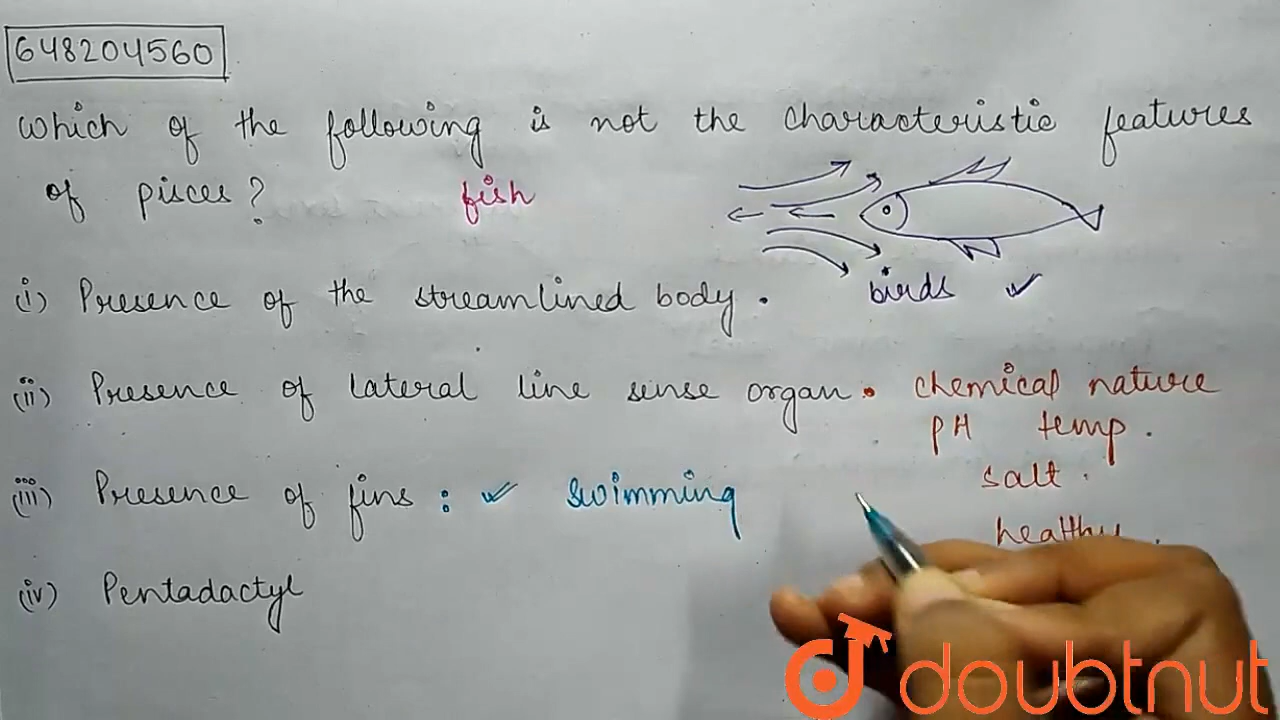 648204560
Which of the following is not the characteristic features
of pisces? fish
birds ✓
(i) Presence of the streamlined body.
(ii) Presence of lateral line sense organ. chemical nature
pH temp.
salt.
(iii) Presence of fins : ✓ swimming
healthy.
(iv) Pentadactyl
doubtnut